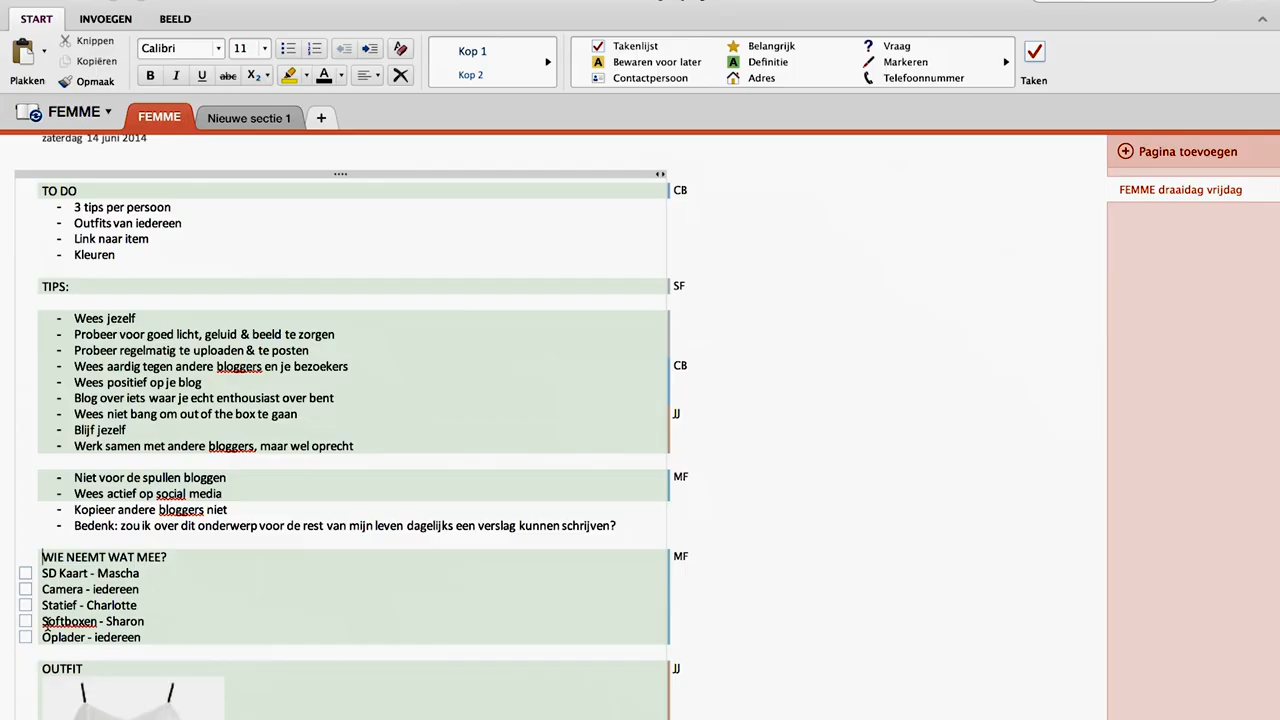 START INVOEGEN BEELD
Plakken Knippen Kopiëren Opmaak
Calibri 11
B I U abc X2 A
Kop 1
Kop 2
Takenlijst Belangrijk Vraag
Bewaren voor later Definitie Markeren
Contactpersoon Adres Telefoonnummer
Taken
FEMME FEMME Nieuwe sectie 1 +
zaterdag 14 juni 2014
Pagina toevoegen
FEMME draaidag vrijdag
TO DO CB
- 3 tips per persoon
- Outfits van iedereen
- Link naar item
- Kleuren
TIPS: SF
- Wees jezelf
- Probeer voor goed licht, geluid & beeld te zorgen
- Probeer regelmatig te uploaden & te posten
- Wees aardig tegen andere bloggers en je bezoekers CB
- Wees positief op je blog
- Blog over iets waar je echt enthousiast over bent
- Wees niet bang om out of the box te gaan JJ
- Blijf jezelf
- Werk samen met andere bloggers, maar wel oprecht
- Niet voor de spullen bloggen MF
- Wees actief op social media
- Kopieer andere bloggers niet
- Bedenk: zou ik over dit onderwerp voor de rest van mijn leven dagelijks een verslag kunnen schrijven?
WIE NEEMT WAT MEE? MF
SD Kaart - Mascha
Camera - iedereen
Statief - Charlotte
Softboxen - Sharon
Oplader - iedereen
OUTFIT JJ